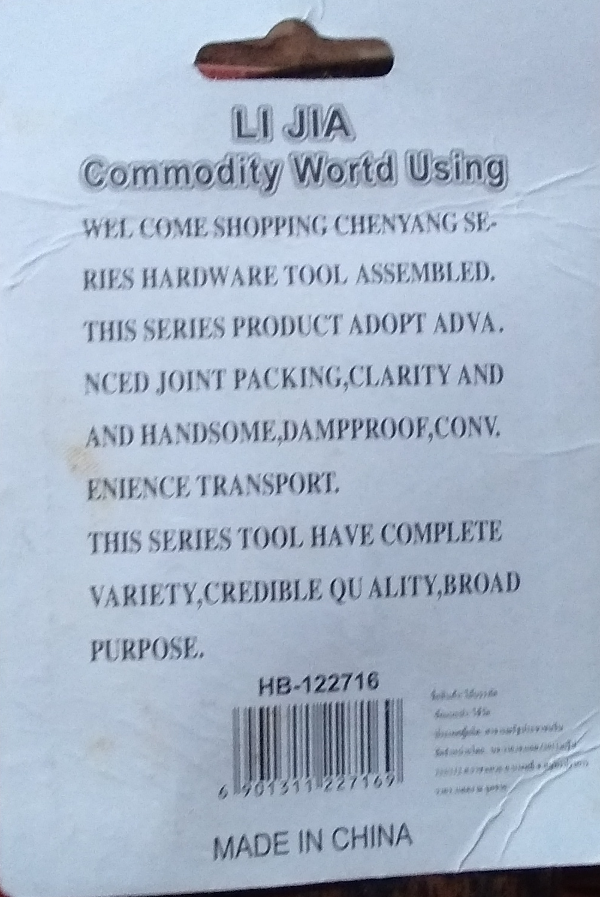 LI JIA
Commodity Wortd Using
WEL COME SHOPPING CHENYANG SE-
RIES HARDWARE TOOL ASSEMBLED.
THIS SERIES PRODUCT ADOPT ADVA.
NCED JOINT PACKING,CLARITY AND
AND HANDSOME,DAMPPROOF,CONV.
ENIENCE TRANSPORT.
THIS SERIES TOOL HAVE COMPLETE
VARIETY,CREDIBLE QU ALITY,BROAD
PURPOSE.
HB-122716
6 901311 227169
MADE IN CHINA